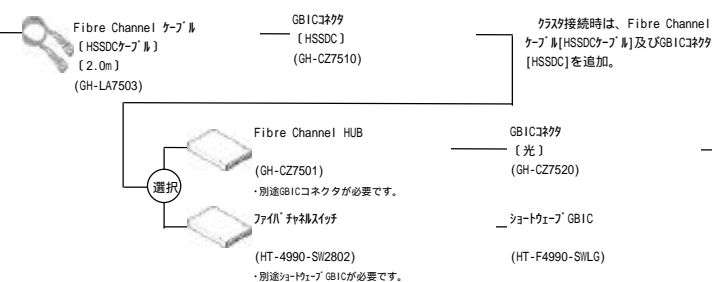 Fibre Channel ｹｰﾌﾞﾙ
〔HSSDCｹｰﾌﾞﾙ〕
〔2.0m〕
(GH-LA7503)
GBICｺﾈｸﾀ
〔HSSDC〕
(GH-CZ7510)
ｸﾗｽﾀ接続時は、Fibre Channel
ｹｰﾌﾞﾙ[HSSDCｹｰﾌﾞﾙ]及びGBICｺﾈｸﾀ
[HSSDC]を追加。
選択
Fibre Channel HUB
(GH-CZ7501)
・別途GBICコネクタが必要です。
GBICｺﾈｸﾀ
〔光〕
(GH-CZ7520)
ﾌｧｲﾊﾞﾁｬﾈﾙｽｲｯﾁ
(HT-4990-SW2802)
・別途ｼｮｰﾄｳｪｰﾌﾞGBICが必要です。
ｼｮｰﾄｳｪｰﾌﾞGBIC
(HT-F4990-SWLG)